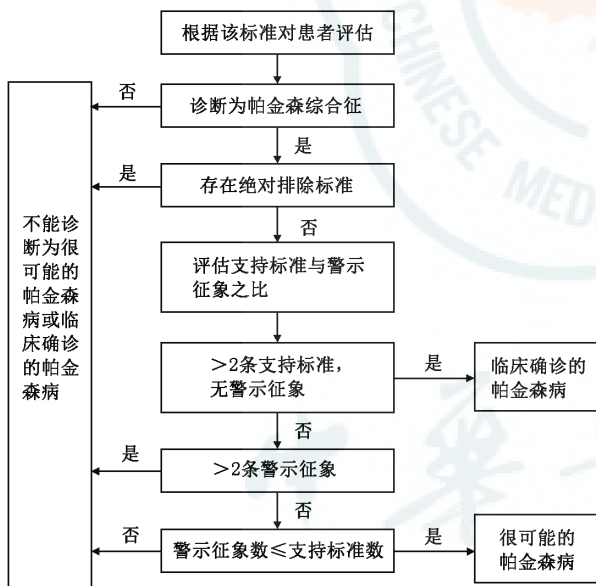 根据该标准对患者评估
否
诊断为帕金森综合征
是
是
存在绝对排除标准
否
不能诊
断为很
可能的
帕金森
病或临
床确诊
的帕金
森病
评估支持标准与警示
征象之比
>2条支持标准，
无警示征象
是
临床确诊的
帕金森病
否
是
>2条警示征象
否
否
警示征象数≤支持标准数
是
很可能的
帕金森病
CHINESE MED